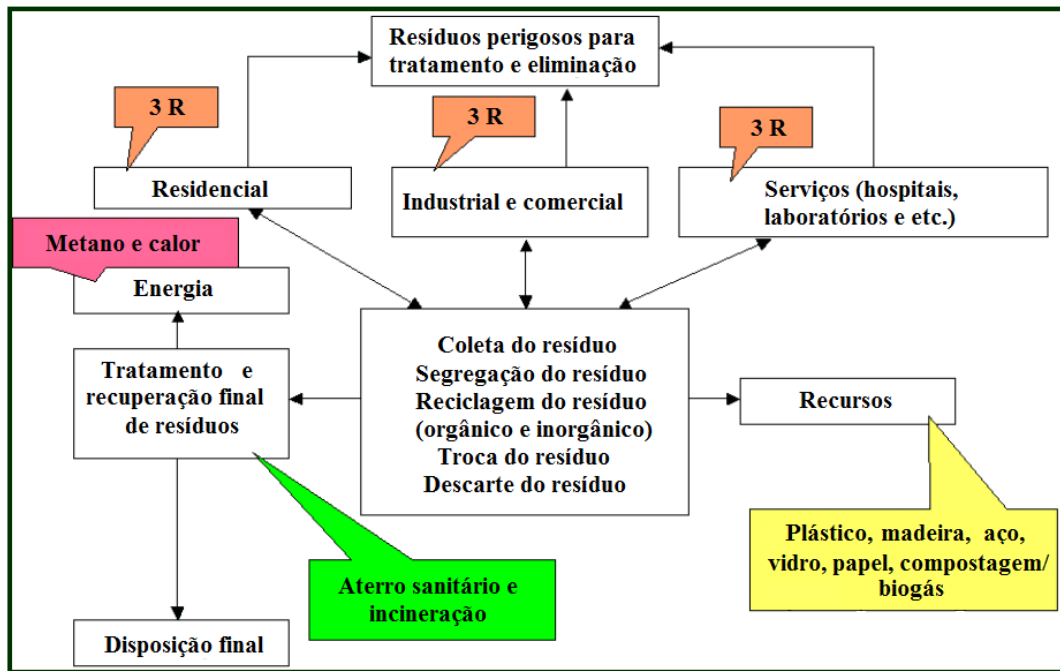 Resíduos perigosos para
tratamento e eliminação
3 R
3 R
3 R
Residencial
Industrial e comercial
Serviços (hospitais,
laboratórios e etc.)
Metano e calor
Energia
Tratamento e
recuperação final
de resíduos
Coleta do resíduo
Segregação do resíduo
Reciclagem do resíduo
(orgânico e inorgânico)
Troca do resíduo
Descarte do resíduo
Recursos
Plástico, madeira, aço,
vidro, papel, compostagem/
biogás
Aterro sanitário e
incineração
Disposição final